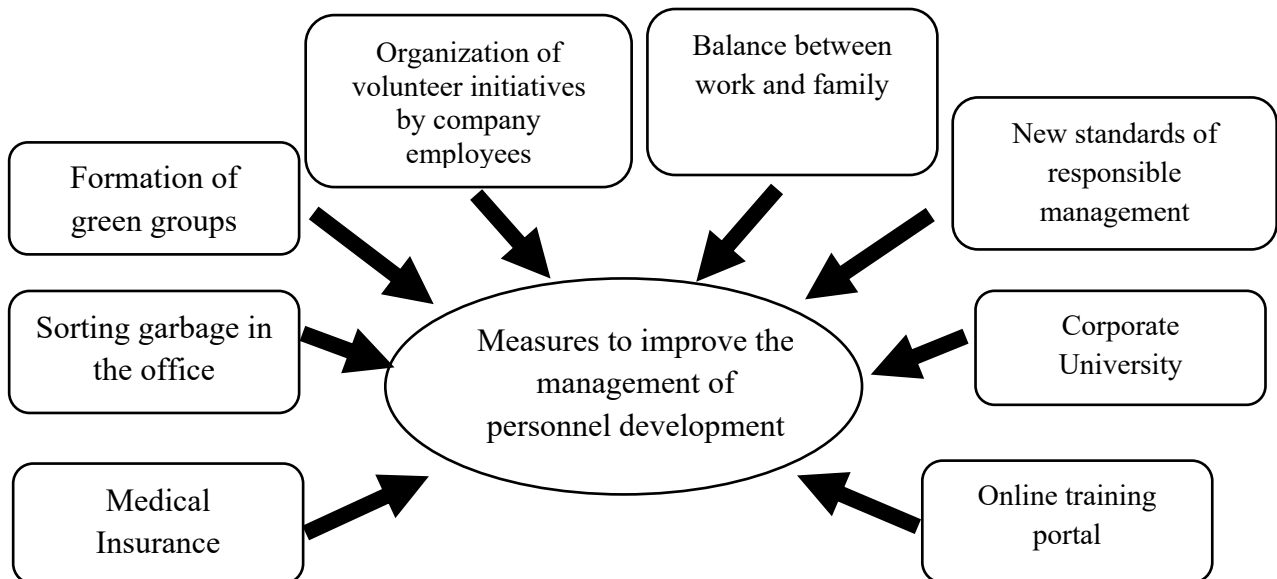 Organization of
volunteer initiatives
by company
employees
Balance between
work and family
New standards of
responsible
management
Formation of
green groups
Sorting garbage in
the office
Measures to improve the
management of
personnel development
Corporate
University
Medical
Insurance
Online training
portal